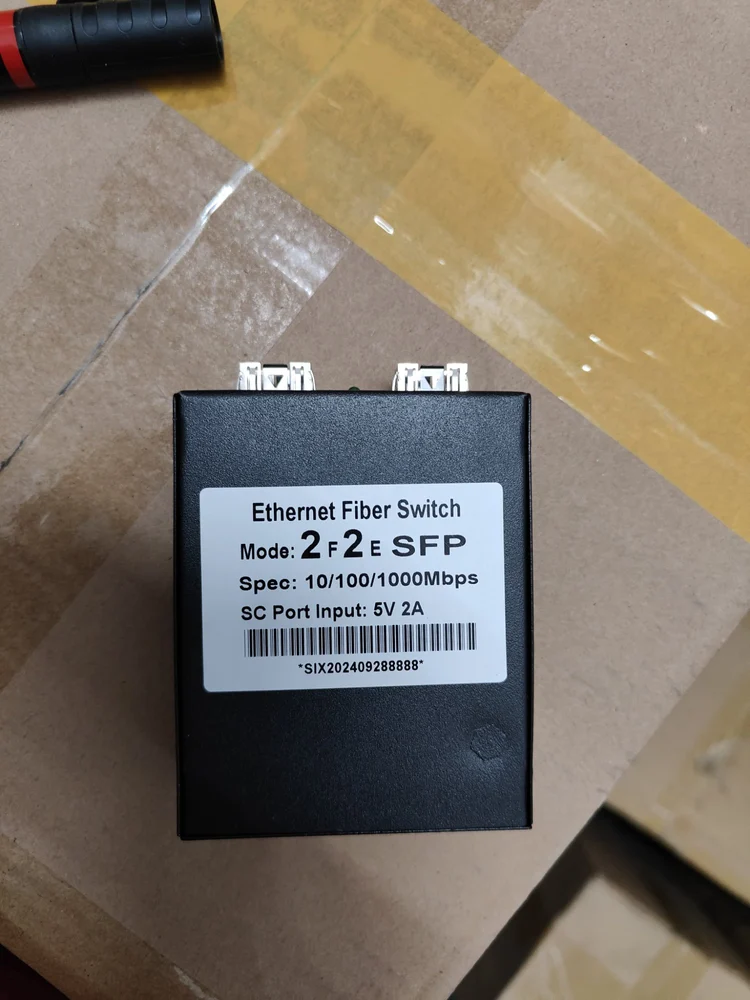 Ethernet Fiber Switch
Mode: 2 F 2 E SFP
Spec: 10/100/1000Mbps
SC Port Input: 5V 2A
*SIX202409288888*